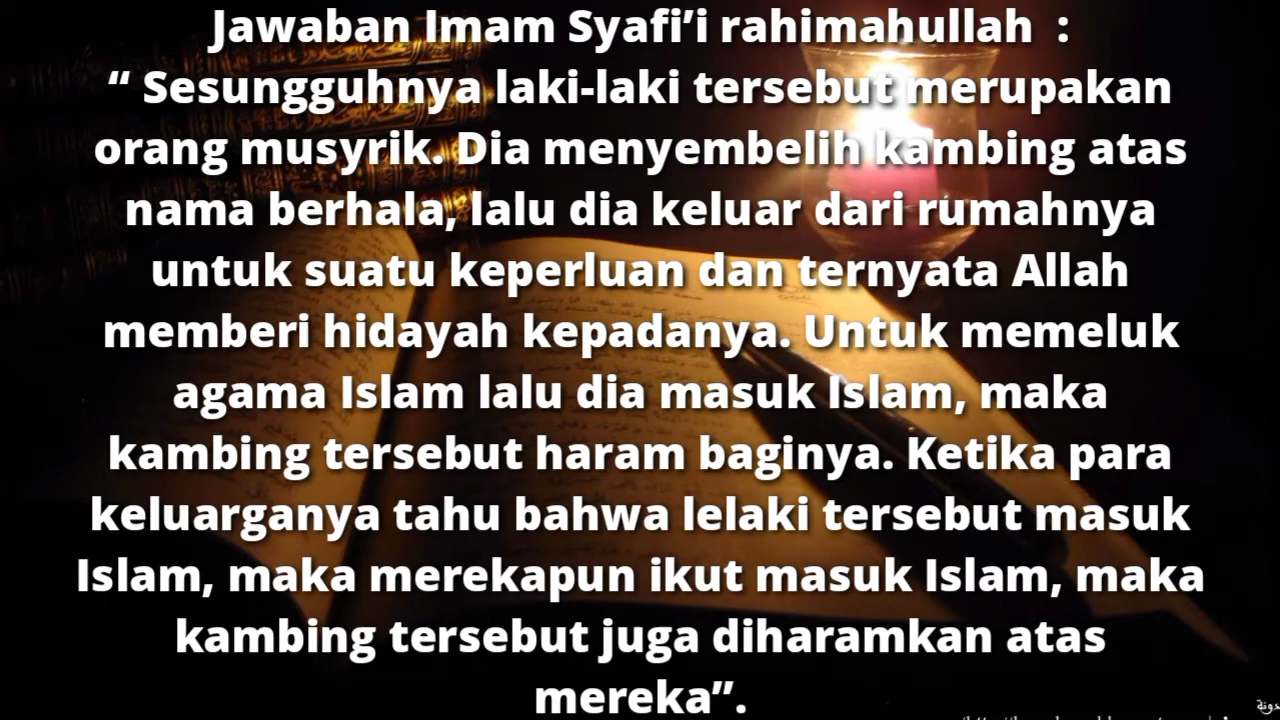 Jawaban Imam Syafi’i rahimahullah :
“ Sesungguhnya laki-laki tersebut merupakan
orang musyrik. Dia menyembelih kambing atas
nama berhala, lalu dia keluar dari rumahnya
untuk suatu keperluan dan ternyata Allah
memberi hidayah kepadanya. Untuk memeluk
agama Islam lalu dia masuk Islam, maka
kambing tersebut haram baginya. Ketika para
keluarganya tahu bahwa lelaki tersebut masuk
Islam, maka merekapun ikut masuk Islam, maka
kambing tersebut juga diharamkan atas
mereka”.